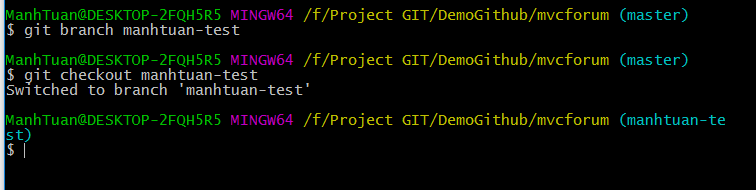 ManhTuan@DESKTOP-2FQH5R5 MINGW64 /f/Project GIT/DemoGithub/mvcforum (master)
$ git branch manhtuan-test
ManhTuan@DESKTOP-2FQH5R5 MINGW64 /f/Project GIT/DemoGithub/mvcforum (master)
$ git checkout manhtuan-test
Switched to branch 'manhtuan-test'
ManhTuan@DESKTOP-2FQH5R5 MINGW64 /f/Project GIT/DemoGithub/mvcforum (manhtuan-te
st)
$